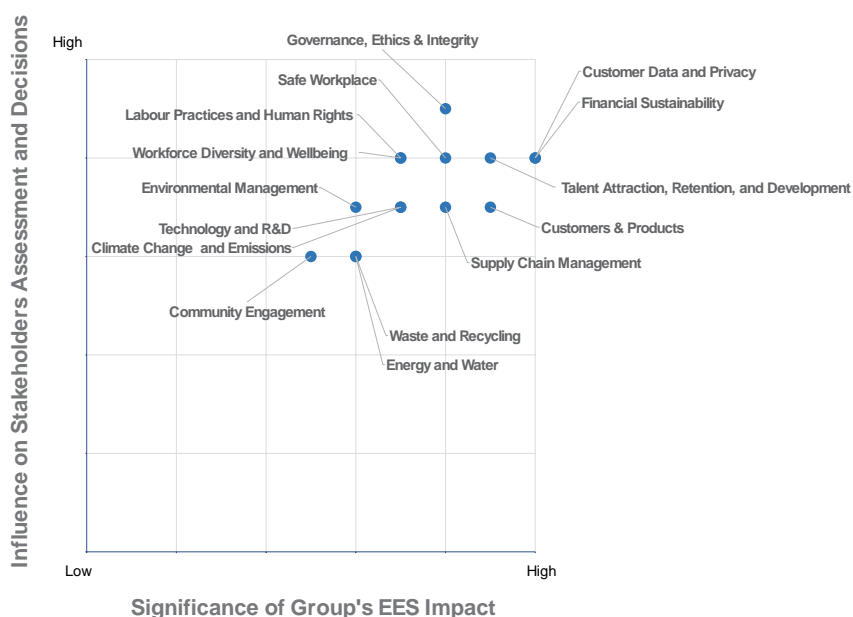 Influence on Stakeholders Assessment and Decisions
High
Governance, Ethics & Integrity
Safe Workplace
Customer Data and Privacy
Financial Sustainability
Labour Practices and Human Rights
Workforce Diversity and Wellbeing
Environmental Management
Talent Attraction, Retention, and Development
Technology and R&D
Customers & Products
Climate Change and Emissions
Supply Chain Management
Community Engagement
Waste and Recycling
Energy and Water
Low
High
Significance of Group's EES Impact